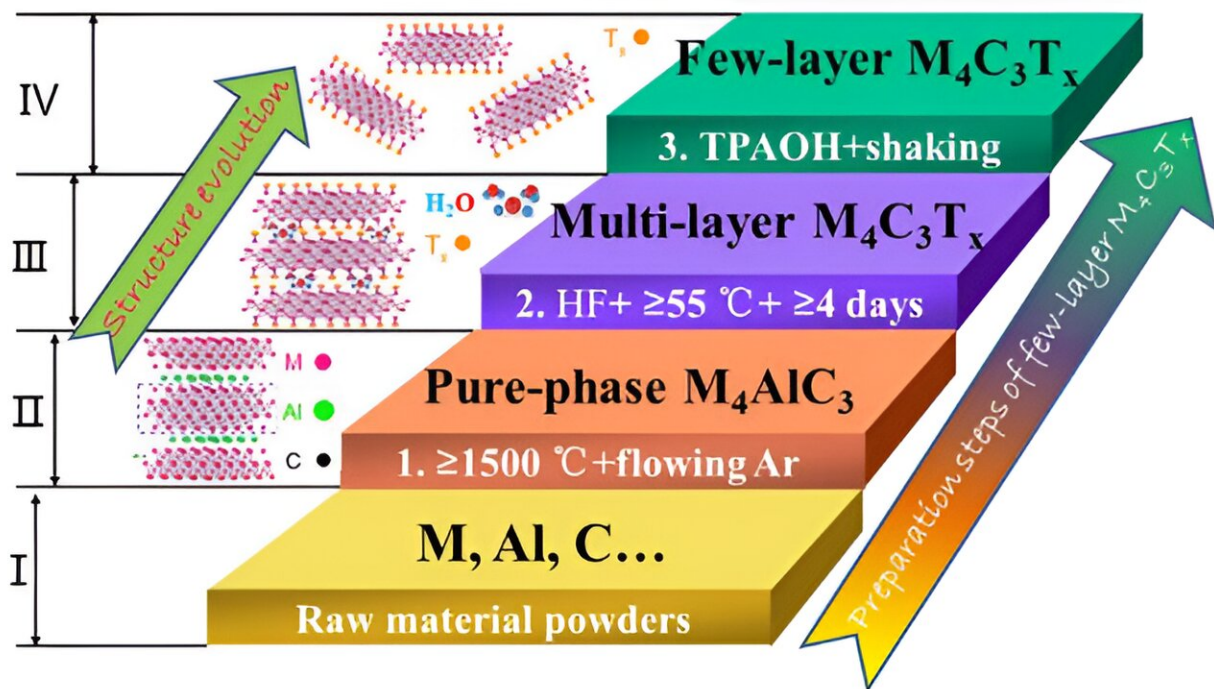 IV
T₈
Few-layer M₄C₃Tₓ
3. TPAOH+shaking
Structure evolution
III
H₂O
T₈
Multi-layer M₄C₃Tₓ
2. HF+ ≥55 ℃+ ≥4 days
II
M
Al
C
Pure-phase M₄AlC₃
1. ≥1500 ℃+flowing Ar
I
M, Al, C…
Raw material powders
Preparation steps of few-layer M₄C₃Tₓ